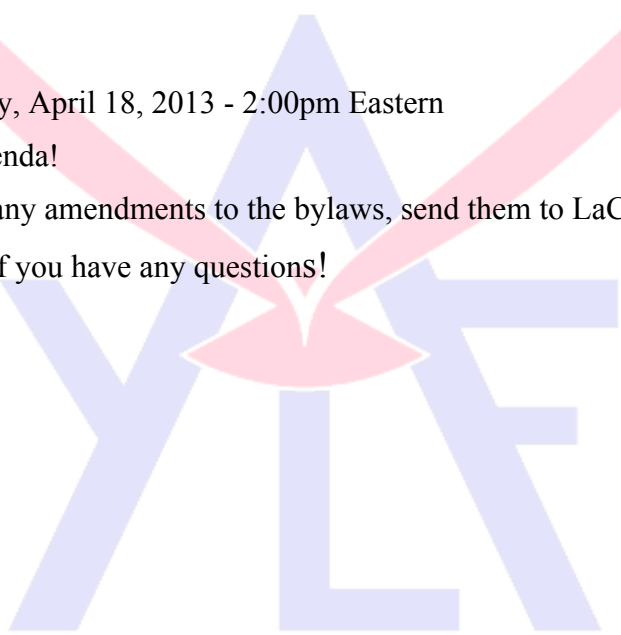 y, April 18, 2013 - 2:00pm Eastern
enda!
any amendments to the bylaws, send them to LaC
f you have any questions!
AYLF